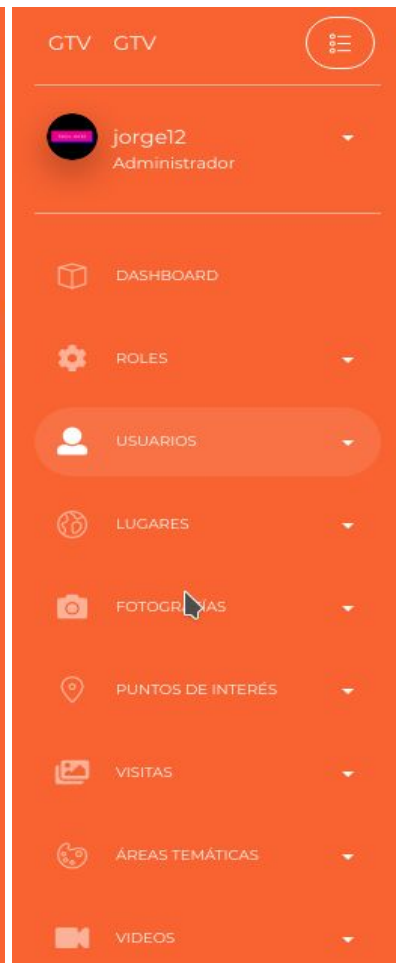 GTV GTV
jorge12
Administrador
DASHBOARD
ROLES
USUARIOS
LUGARES
PUNTOS DE INTERÉS
VISITAS
ÁREAS TEMÁTICAS
VIDEOS